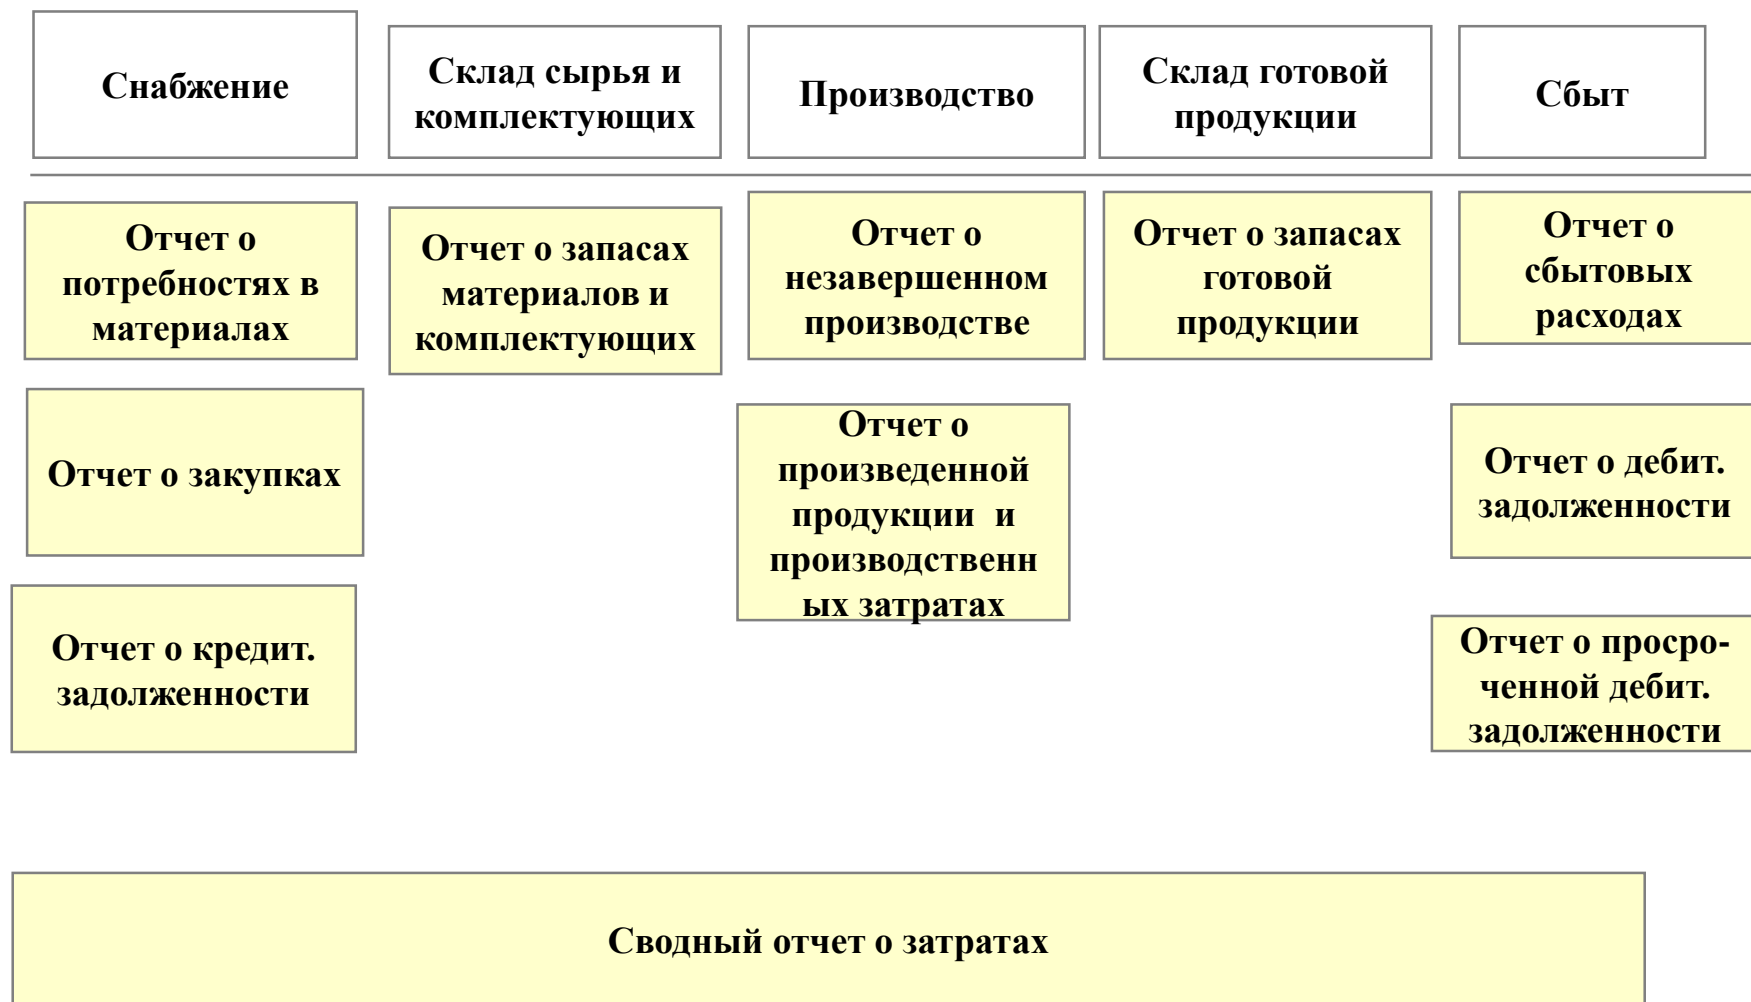 Снабжение
Склад сырья и
комплектующих
Производство
Склад готовой
продукции
Сбыт
Отчет о
потребностях в
материалах
Отчет о запасах
материалов и
комплектующих
Отчет о
незавершенном
производстве
Отчет о запасах
готовой
продукции
Отчет о
сбытовых
расходах
Отчет о закупках
Отчет о
произведенной
продукции  и
производственн
ых затратах
Отчет о дебит.
задолженности
Отчет о кредит.
задолженности
Отчет о просро-
ченной дебит.
задолженности
Сводный отчет о затратах